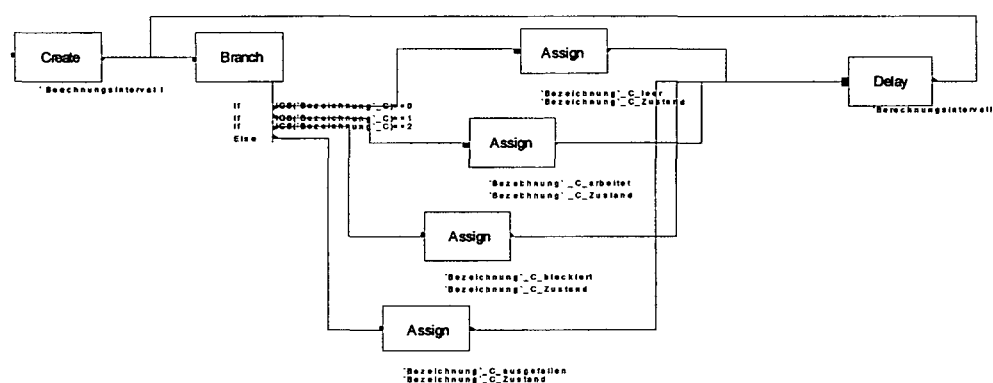 Create
Branch
Assign
Delay
`Berechnungsintervall
`Bezeichnung`_C_leer
`Bezeichnung`_C_Zustand
`Berechnungsintervall
If
If
If
Else
Assign
`Bezeichnung`_C_arbeitet
`Bezeichnung`_C_Zustand
Assign
`Bezeichnung`_C_blockiert
`Bezeichnung`_C_Zustand
Assign
`Bezeichnung`_C_ausgefallen
`Bezeichnung`_C_Zustand